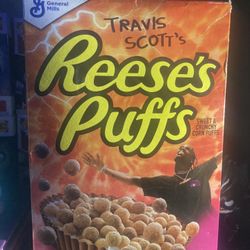 G
General
Mills
TRAVIS
SCOTT'S
Reese's
Puffs
SWEET &
CRUNCHY
CORN PUFFS